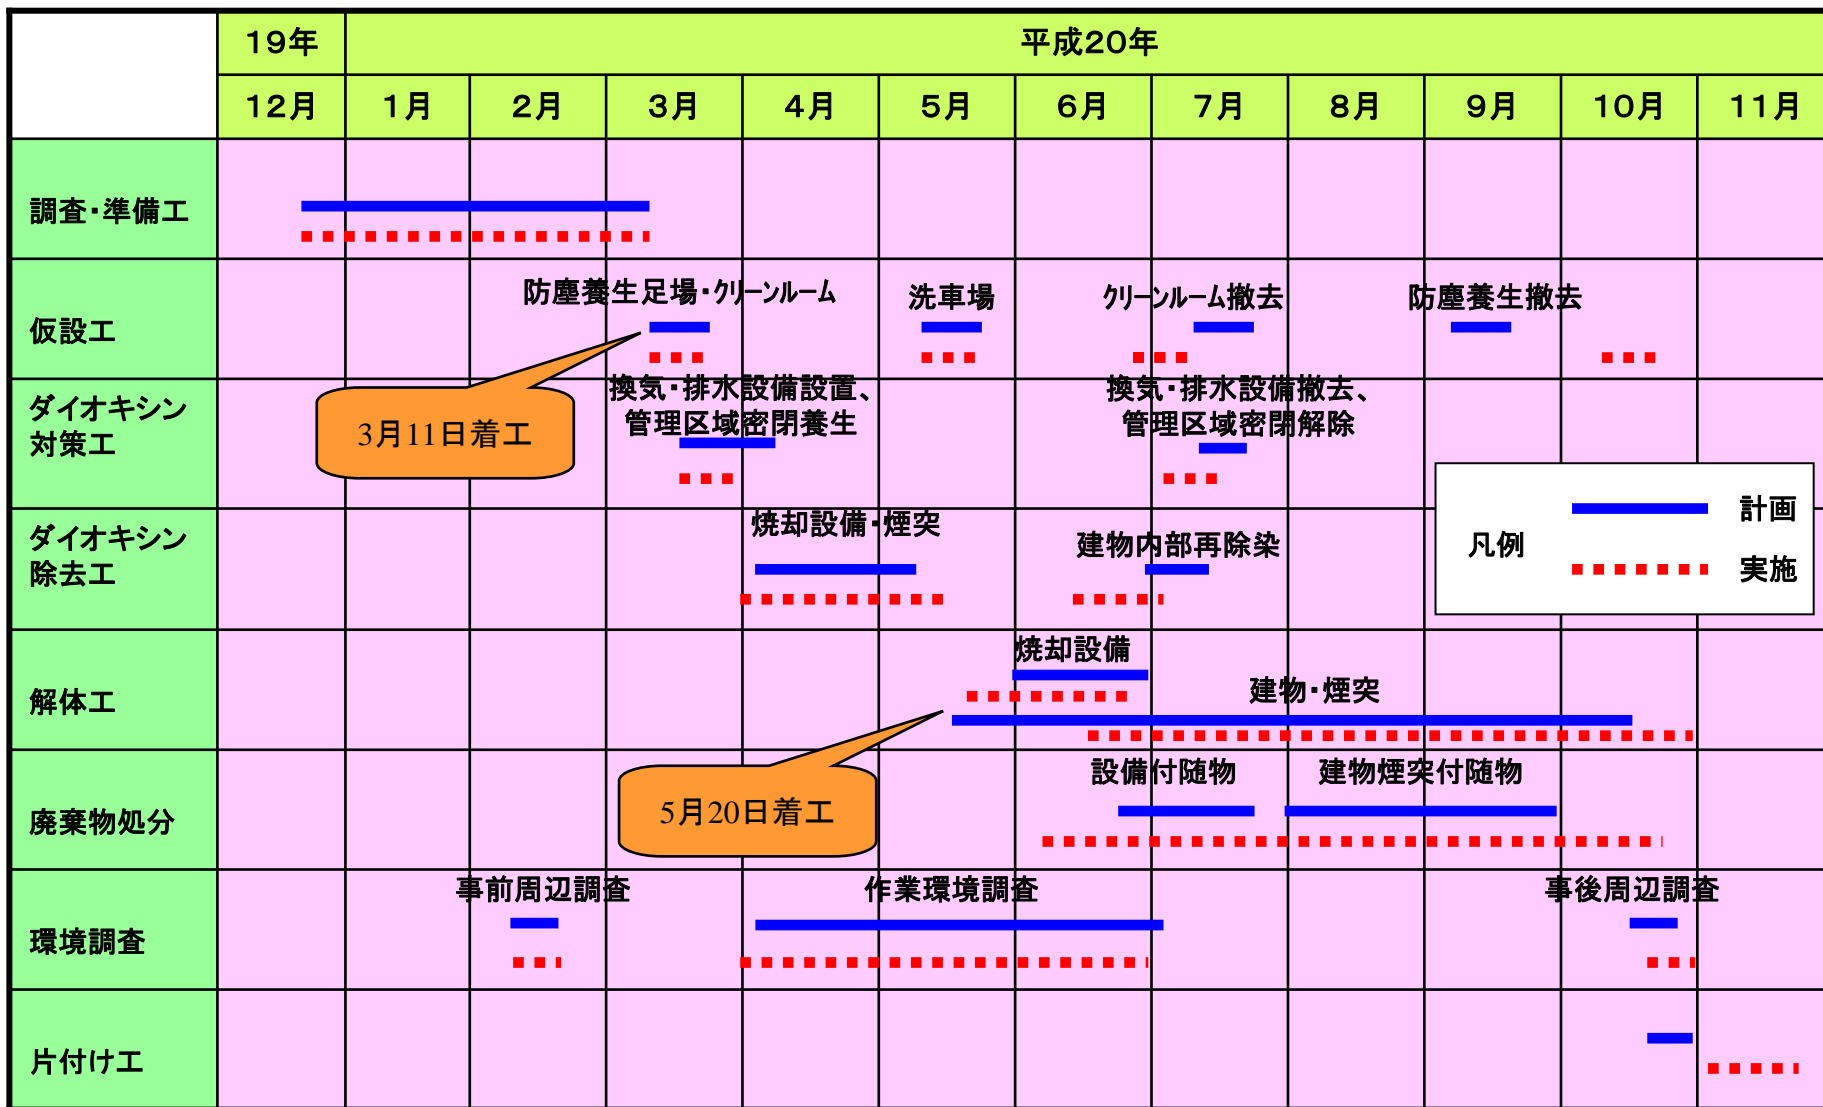 19年
平成20年
12月
1月
2月
3月
4月
5月
6月
7月
8月
9月
10月
11月
調査・準備工
仮設工
防塵養生足場・クリーンルーム
洗車場
クリーンルーム撤去
防塵養生撤去
3月11日着工
ダイオキシン
対策工
換気・排水設備設置、
管理区域密閉養生
換気・排水設備撤去、
管理区域密閉解除
凡例
計画
実施
ダイオキシン
除去工
焼却設備・煙突
建物内部再除染
解体工
焼却設備
建物・煙突
5月20日着工
廃棄物処分
設備付随物
建物煙突付随物
環境調査
事前周辺調査
作業環境調査
事後周辺調査
片付け工